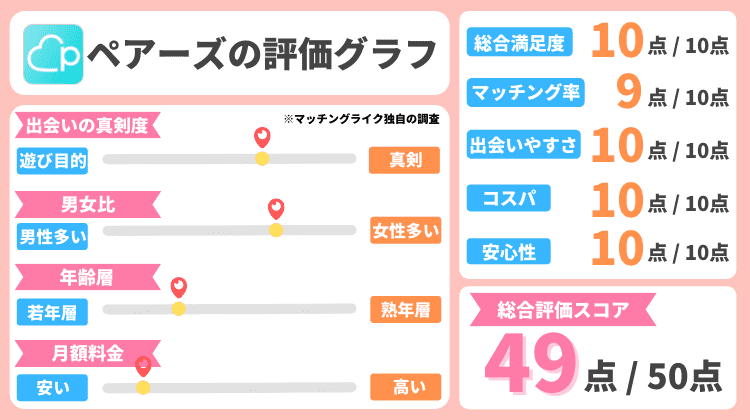 ペアーズの評価グラフ
※マッチングライク独自の調査
出会いの真剣度
遊び目的 真剣
男女比
男性多い 女性多い
年齢層
若年層 熟年層
月額料金
安い 高い
総合満足度 10点 / 10点
マッチング率 9点 / 10点
出会いやすさ 10点 / 10点
コスパ 10点 / 10点
安心性 10点 / 10点
総合評価スコア
49点 / 50点